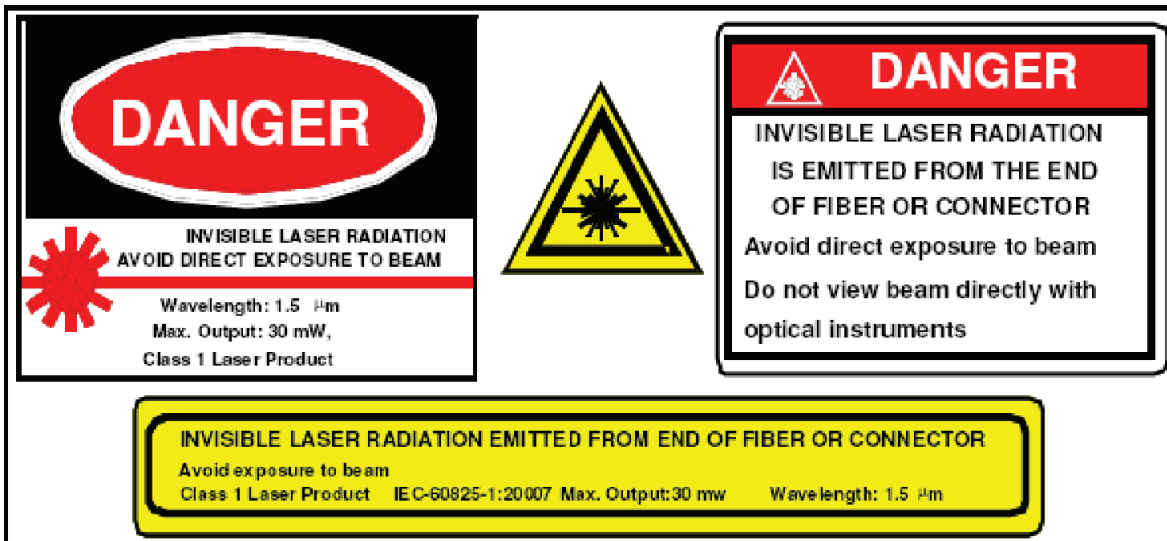 DANGER
INVISIBLE LASER RADIATION
AVOID DIRECT EXPOSURE TO BEAM
Wavelength: 1.5 μm
Max. Output: 30 mW,
Class 1 Laser Product
DANGER
INVISIBLE LASER RADIATION
IS EMITTED FROM THE END
OF FIBER OR CONNECTOR
Avoid direct exposure to beam
Do not view beam directly with
optical instruments
INVISIBLE LASER RADIATION EMITTED FROM END OF FIBER OR CONNECTOR
Avoid exposure to beam
Class 1 Laser Product IEC-60825-1:20007 Max. Output:30 mw Wavelength: 1.5 μm